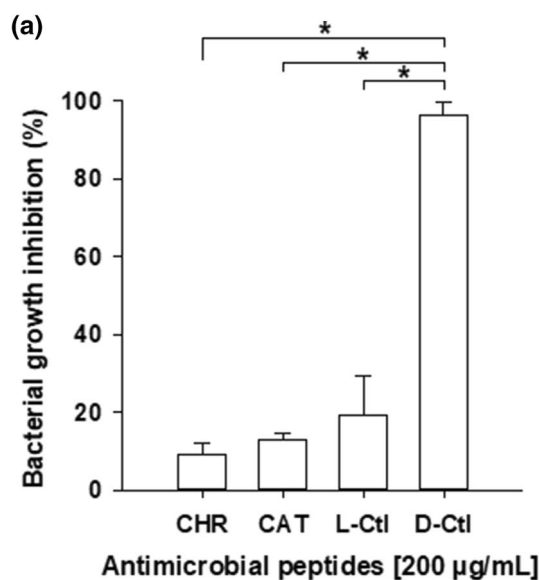 (a)
*
*
*
100
80
60
40
20
0
Bacterial growth inhibition (%)
CHR CAT L-Ctl D-Ctl
Antimicrobial peptides [200 µg/mL]